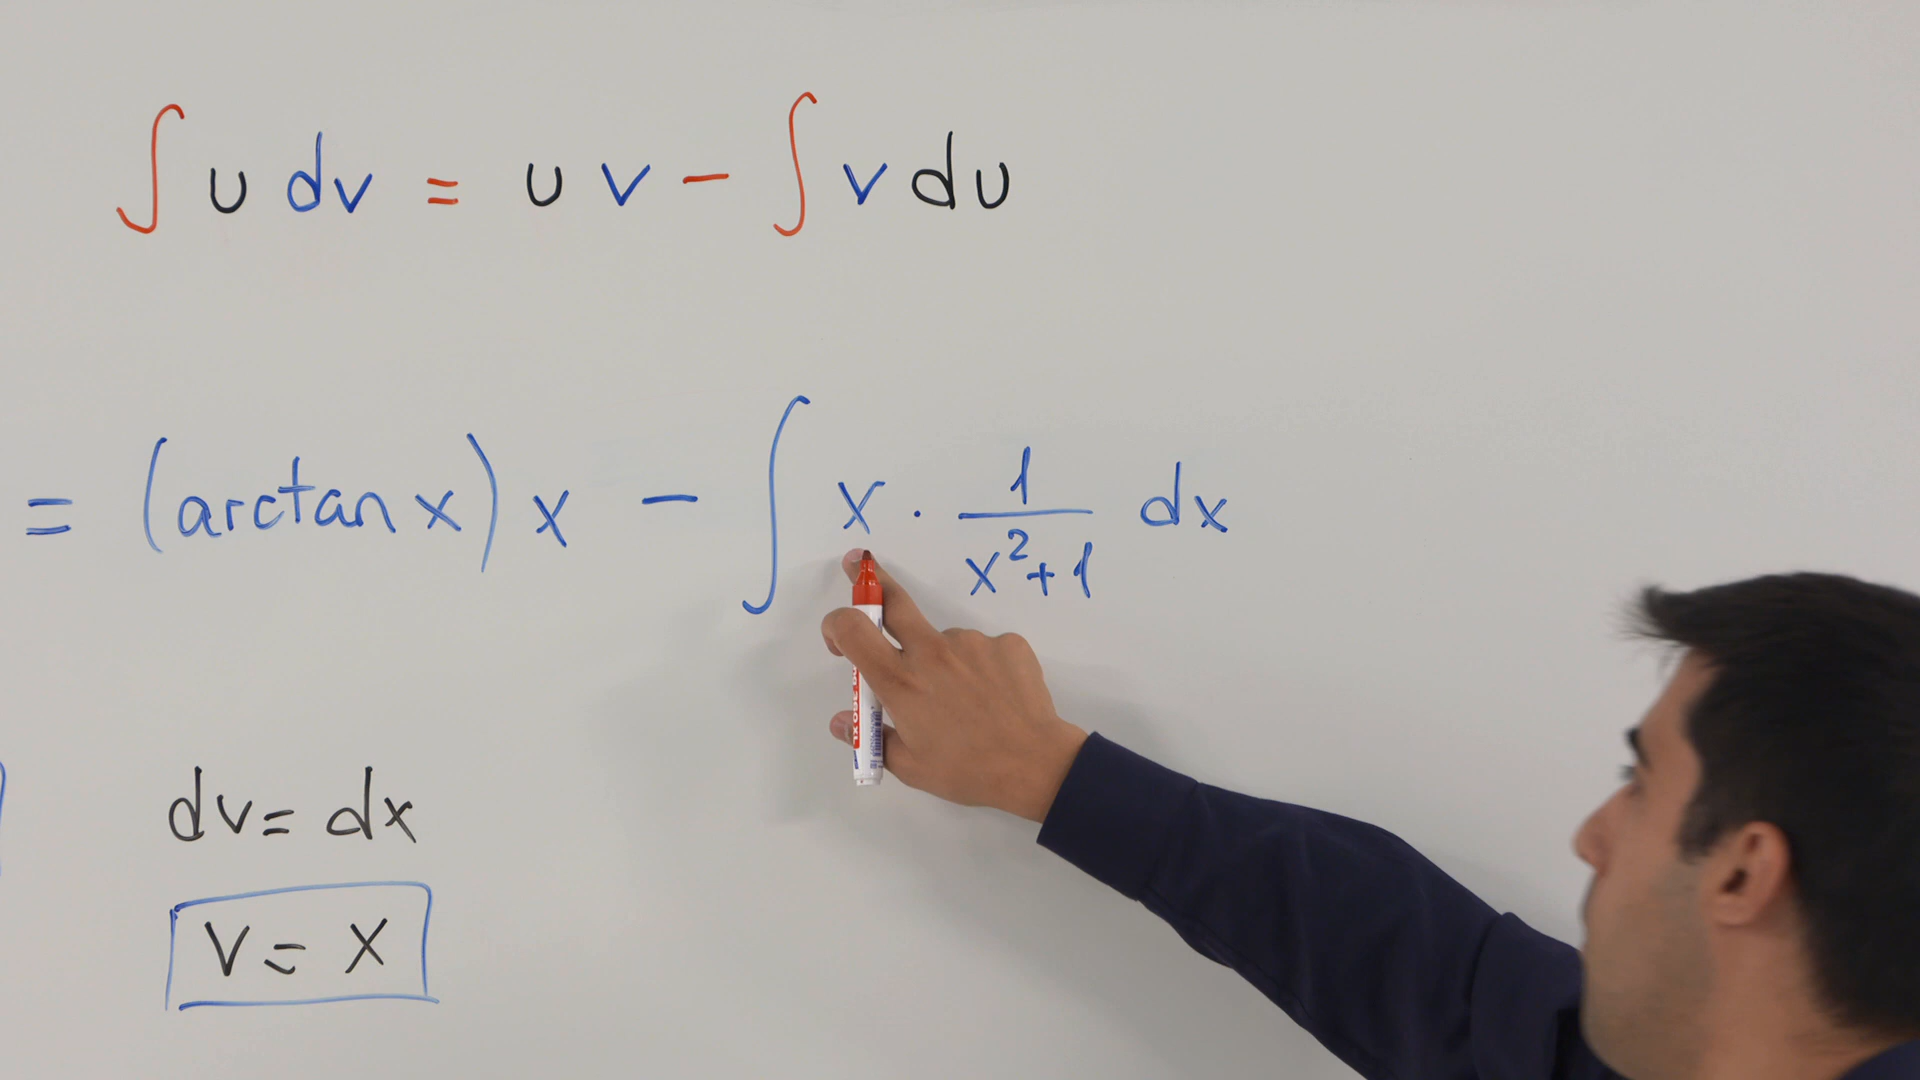 ∫ u dv = u v − ∫ v du
= (arctan x) x − ∫ x · 1/(x²+1) dx
dv = dx
v = x